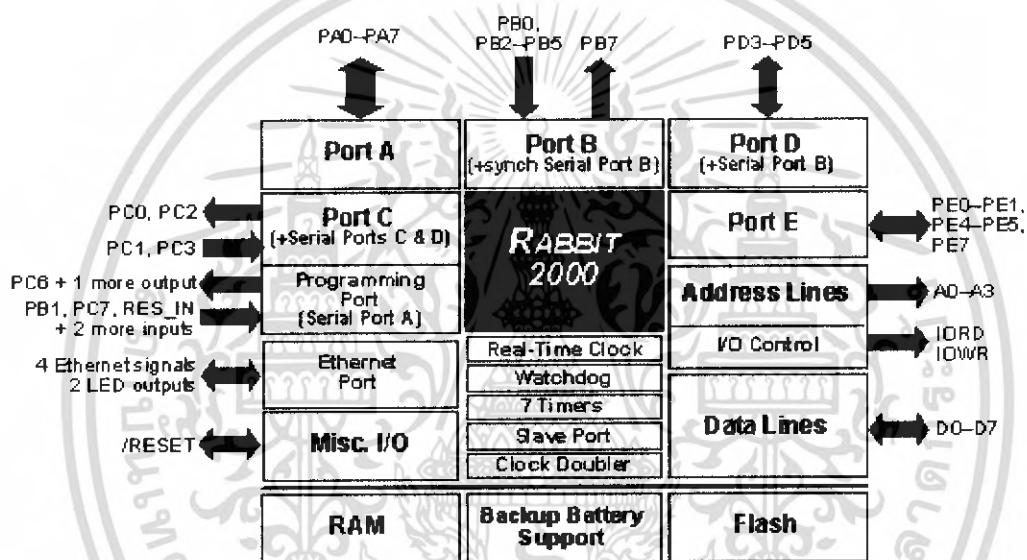 PA0–PA7
PB0,
PB2–PB5 PB7
PD3–PD5
Port A
Port B
(+synch Serial Port B)
Port D
(+Serial Port B)
PC0, PC2
PC1, PC3
Port C
(+Serial Ports C & D)
RABBIT
2000
Port E
PE0–PE1,
PE4–PE5,
PE7
PC6 + 1 more output
PB1, PC7, RES_IN
+ 2 more inputs
Programming
Port
(Serial Port A)
Address Lines
A0–A3
I/O Control
IORD
IOWR
4 Ethernet signals
2 LED outputs
Ethernet
Port
Real-Time Clock
Watchdog
7 Timers
Slave Port
Clock Doubler
Data Lines
D0–D7
/RESET
Misc. I/O
RAM
Backup Battery
Support
Flash